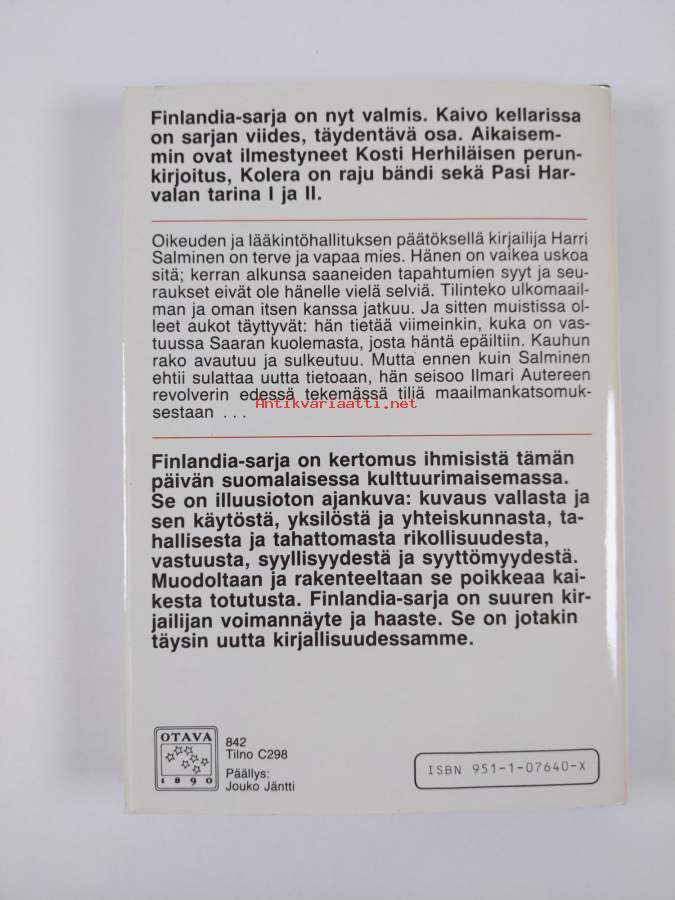 Finlandia-sarja on nyt valmis. Kaivo kellarissa
on sarjan viides, täydentävä osa. Aikaisem-
min ovat ilmestyneet Kosti Herhiläisen perun-
kirjoitus, Kolera on raju bändi sekä Pasi Har-
valan tarina I ja II.
Oikeuden ja lääkintöhallituksen päätöksellä kirjailija Harri
Salminen on terve ja vapaa mies. Hänen on vaikea uskoa
sitä; kerran alkunsa saaneiden tapahtumien syyt ja seu-
raukset eivät ole hänelle vielä selviä. Tilinteko ulkomaail-
man ja oman itsen kanssa jatkuu. Ja sitten muistissa ol-
leet aukot täyttyvät: hän tietää viimeinkin, kuka on vas-
tuussa Saaran kuolemasta, josta häntä epäiltiin. Kauhun
rako avautuu ja sulkeutuu. Mutta ennen kuin Salminen
ehtii sulattaa uutta tietoaan, hän seisoo Ilmari Autereen
revolverin edessä tekemässä tiliä maailmankatsomuk-
sestaan ...
Antikvariaatti.net
Finlandia-sarja on kertomus ihmisistä tämän
päivän suomalaisessa kulttuurimaisemassa.
Se on illuusioton ajankuva: kuvaus vallasta ja
sen käytöstä, yksilöstä ja yhteiskunnasta, ta-
hallisesta ja tahattomasta rikollisuudesta,
vastuusta, syyllisyydestä ja syyttömyydestä.
Muodoltaan ja rakenteeltaan se poikkeaa kai-
kesta totutusta. Finlandia-sarja on suuren kir-
jailijan voimannäyte ja haaste. Se on jotakin
täysin uutta kirjallisuudessamme.
OTAVA
1890
842
Tilno C298
Päällys:
Jouko Jäntti
ISBN 951-1-07640-X